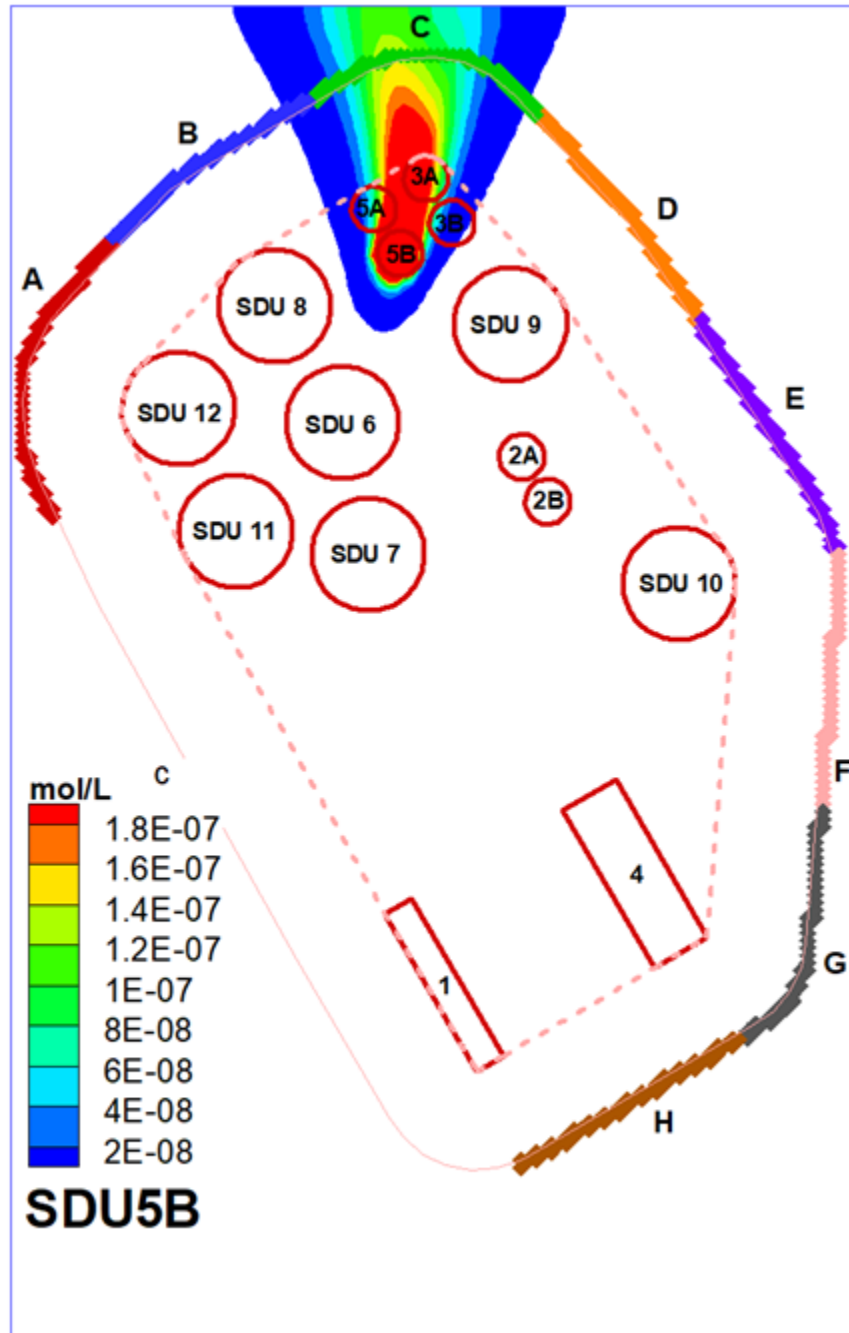 C
B
3A
5A
3B
D
5B
A
SDU 8
SDU 9
E
SDU 12
SDU 6
2A
2B
SDU 11
SDU 7
SDU 10
C
F
mol/L
1.8E-07
1.6E-07
4
1.4E-07
1.2E-07
G
1
1E-07
8E-08
6E-08
H
4E-08
2E-08
SDU5B